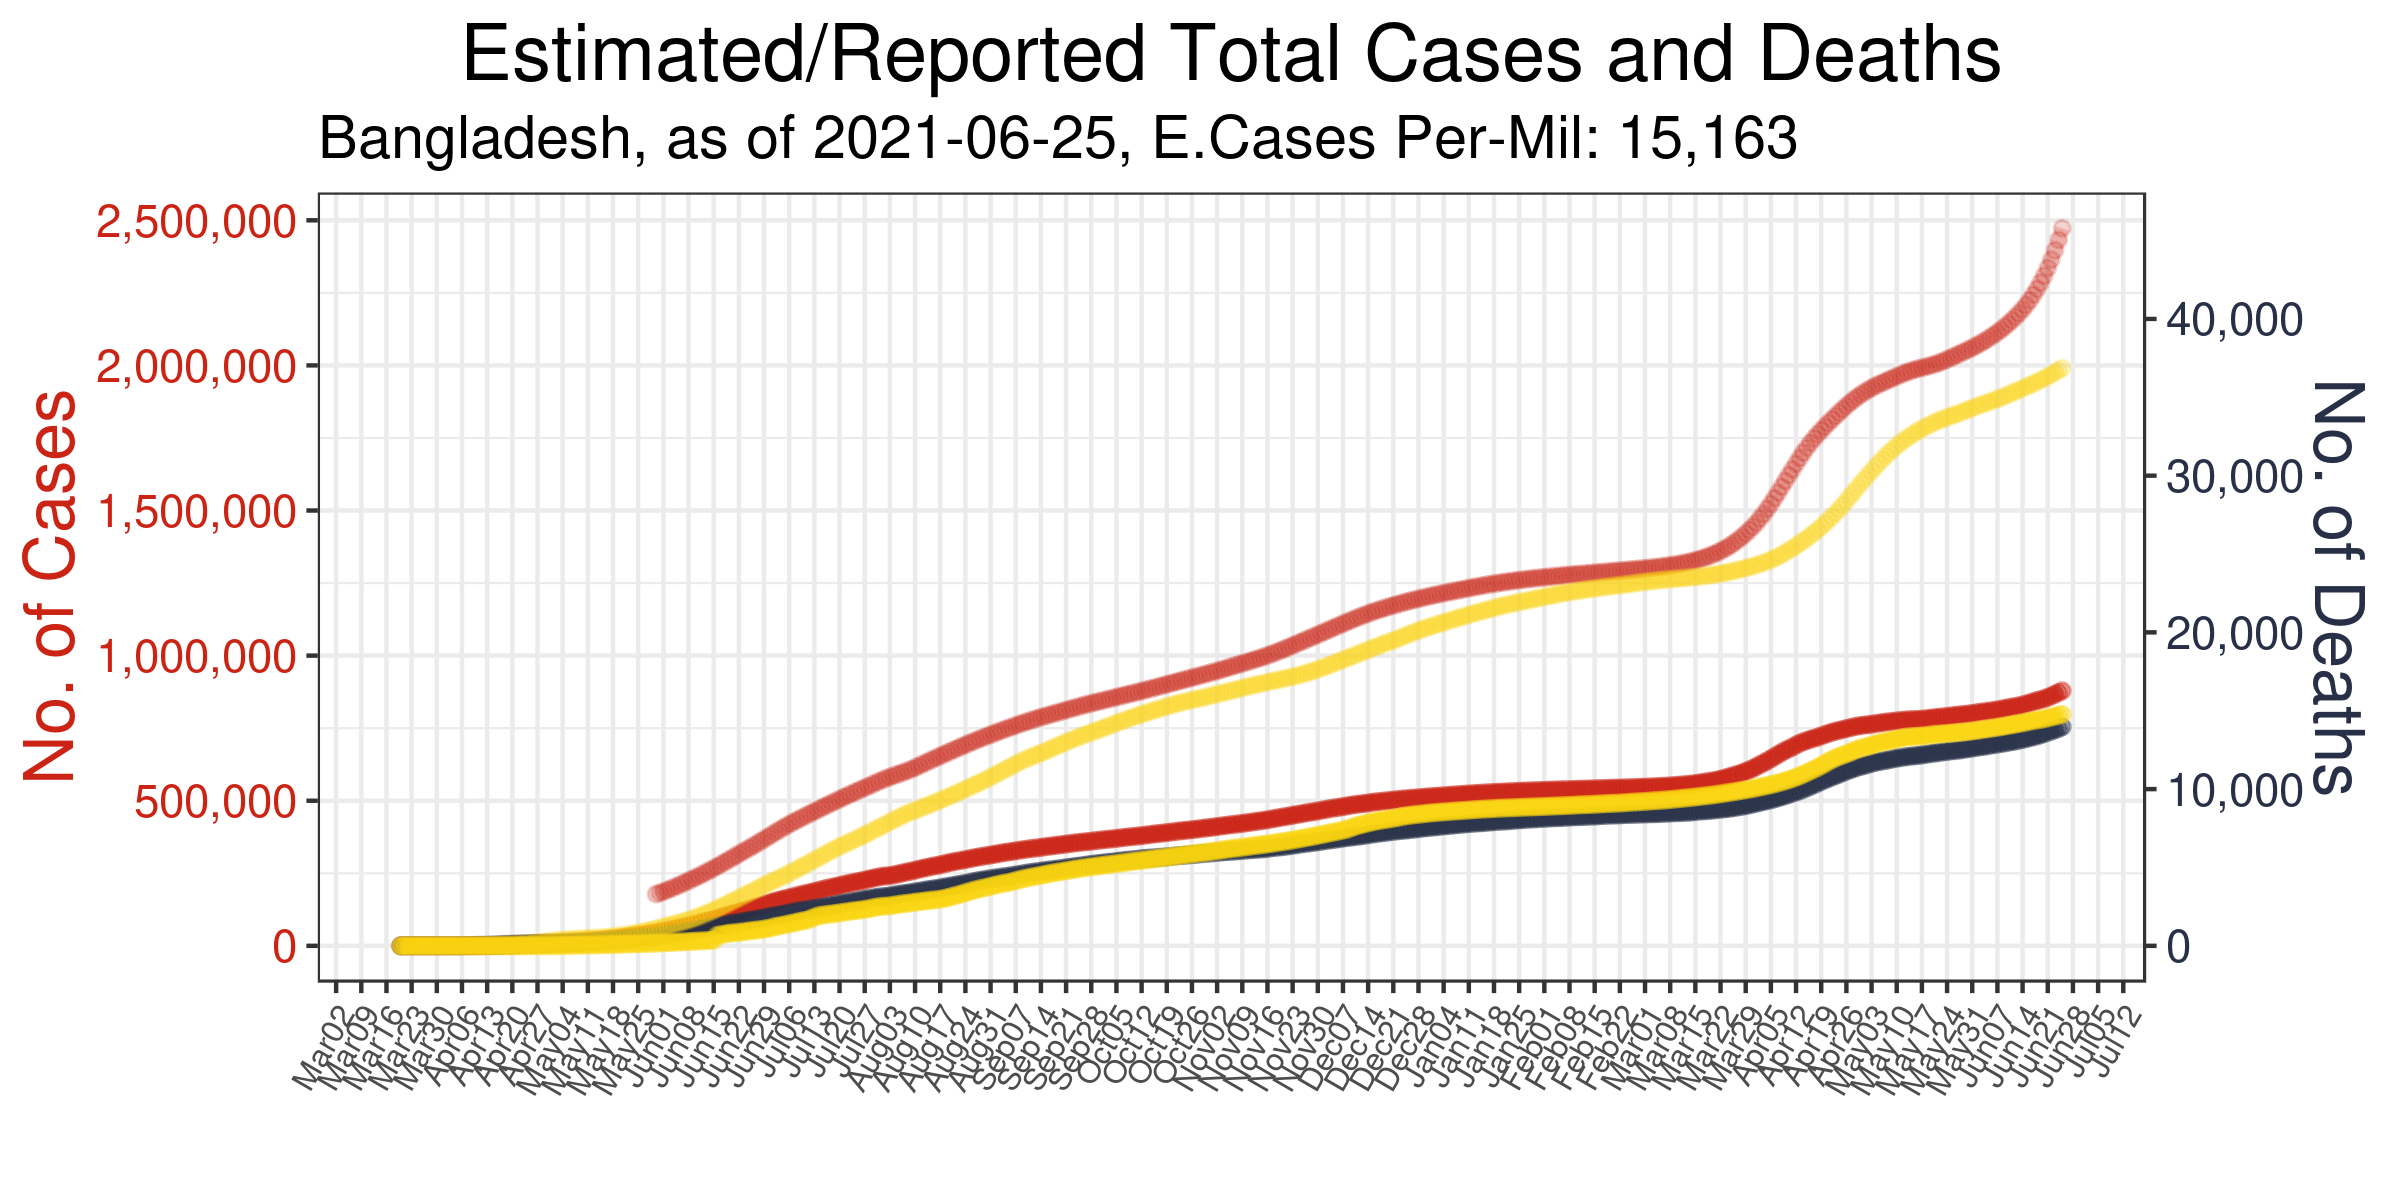 Estimated/Reported Total Cases and Deaths
Bangladesh, as of 2021-06-25, E.Cases Per-Mil: 15,163
No. of Cases
2,500,000
2,000,000
1,500,000
1,000,000
500,000
0
40,000
30,000
20,000
10,000
0
No. of Deaths
Mar02
Mar09
Mar16
Mar23
Mar30
Apr06
Apr13
Apr20
Apr27
May04
May11
May18
May25
Jun01
Jun08
Jun15
Jun22
Jun29
Jul06
Jul13
Jul20
Jul27
Aug03
Aug10
Aug17
Aug24
Aug31
Sep07
Sep14
Sep21
Sep28
Oct05
Oct12
Oct19
Oct26
Nov02
Nov09
Nov16
Nov23
Nov30
Dec07
Dec14
Dec21
Dec28
Jan04
Jan11
Jan18
Jan25
Feb01
Feb08
Feb15
Feb22
Mar01
Mar08
Mar15
Mar22
Mar29
Apr05
Apr12
Apr19
Apr26
May03
May10
May17
May24
May31
Jun07
Jun14
Jun21
Jun28
Jul05
Jul12